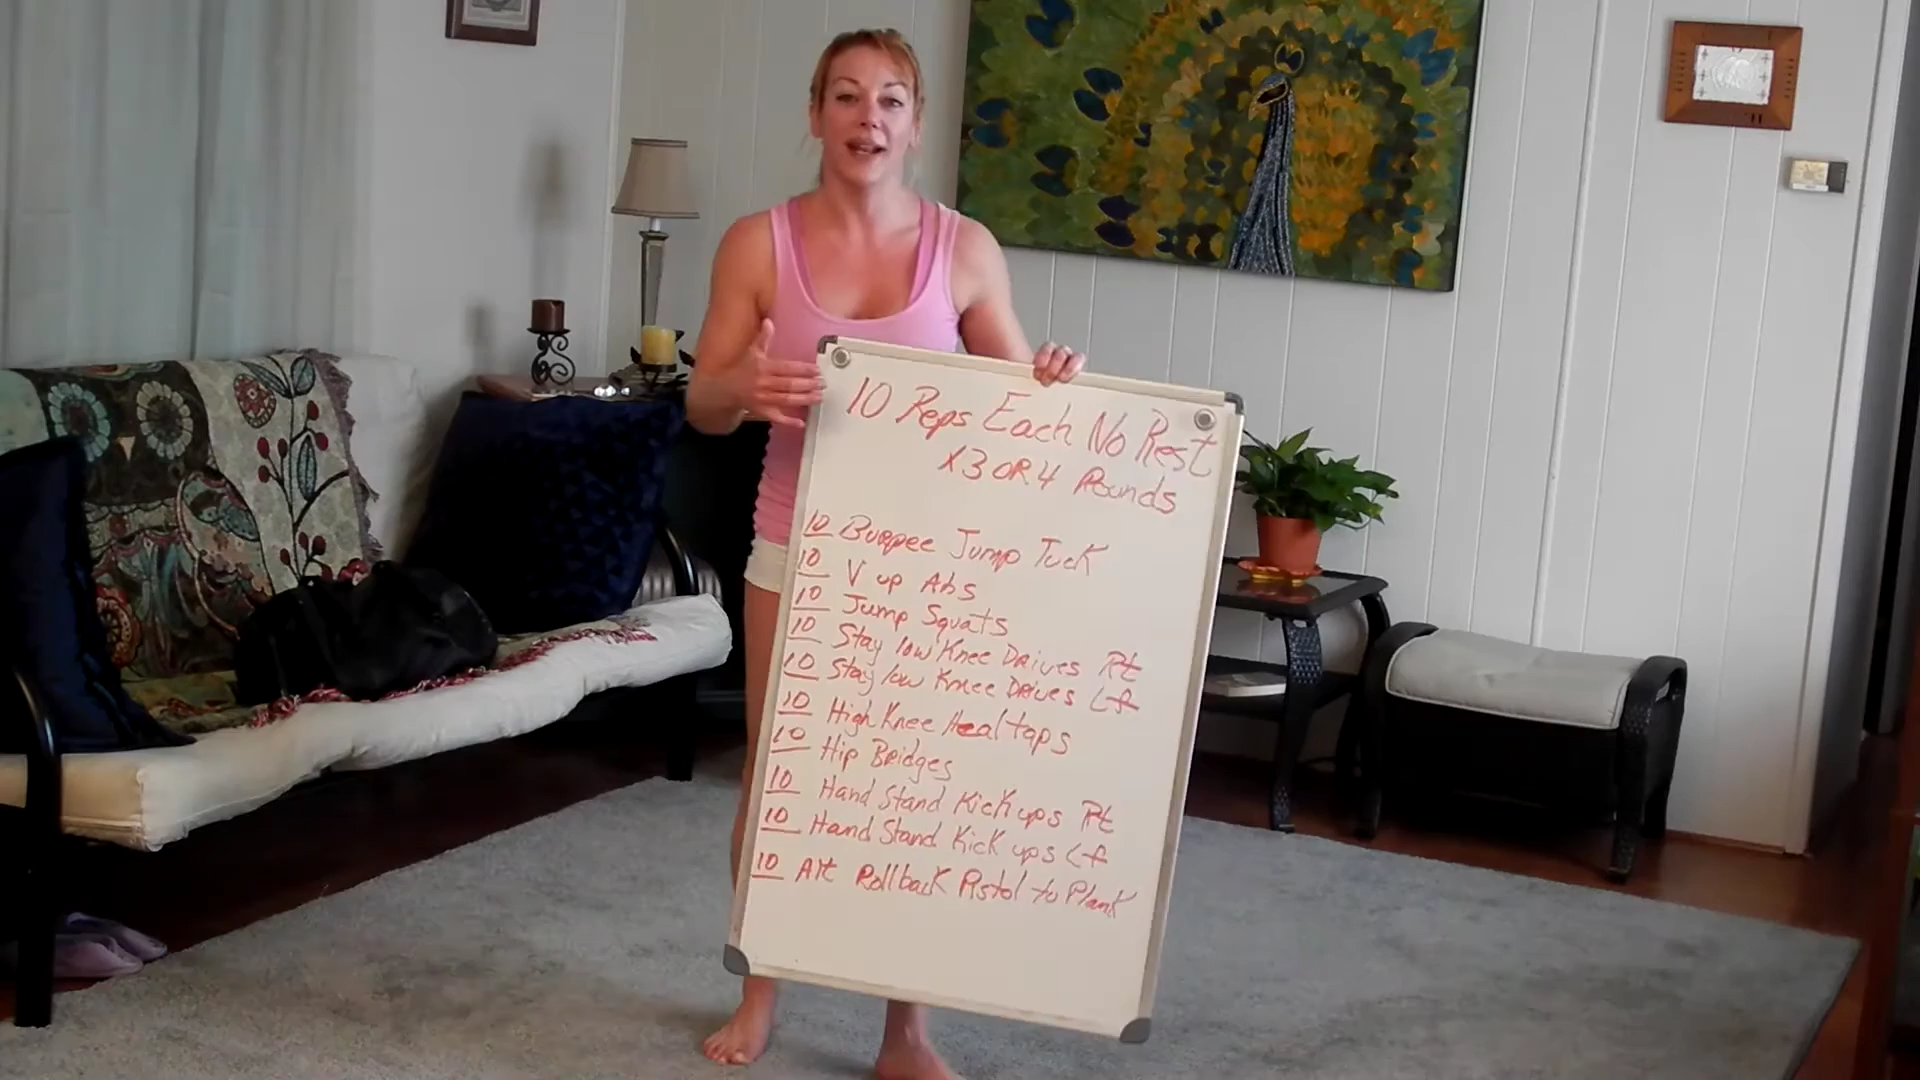 10 Reps Each No Rest
x3 OR 4 Rounds
10 Burpee Jump Tuck
10 V up Abs
10 Jump Squats
10 Stay low Knee Drives Rt
10 Stay low Knee Drives Lft
10 High Knee Heal taps
10 Hip Bridges
10 Hand Stand Kick ups Rt
10 Hand Stand Kick ups Lft
10 Alt Rollback Pistol to Plank